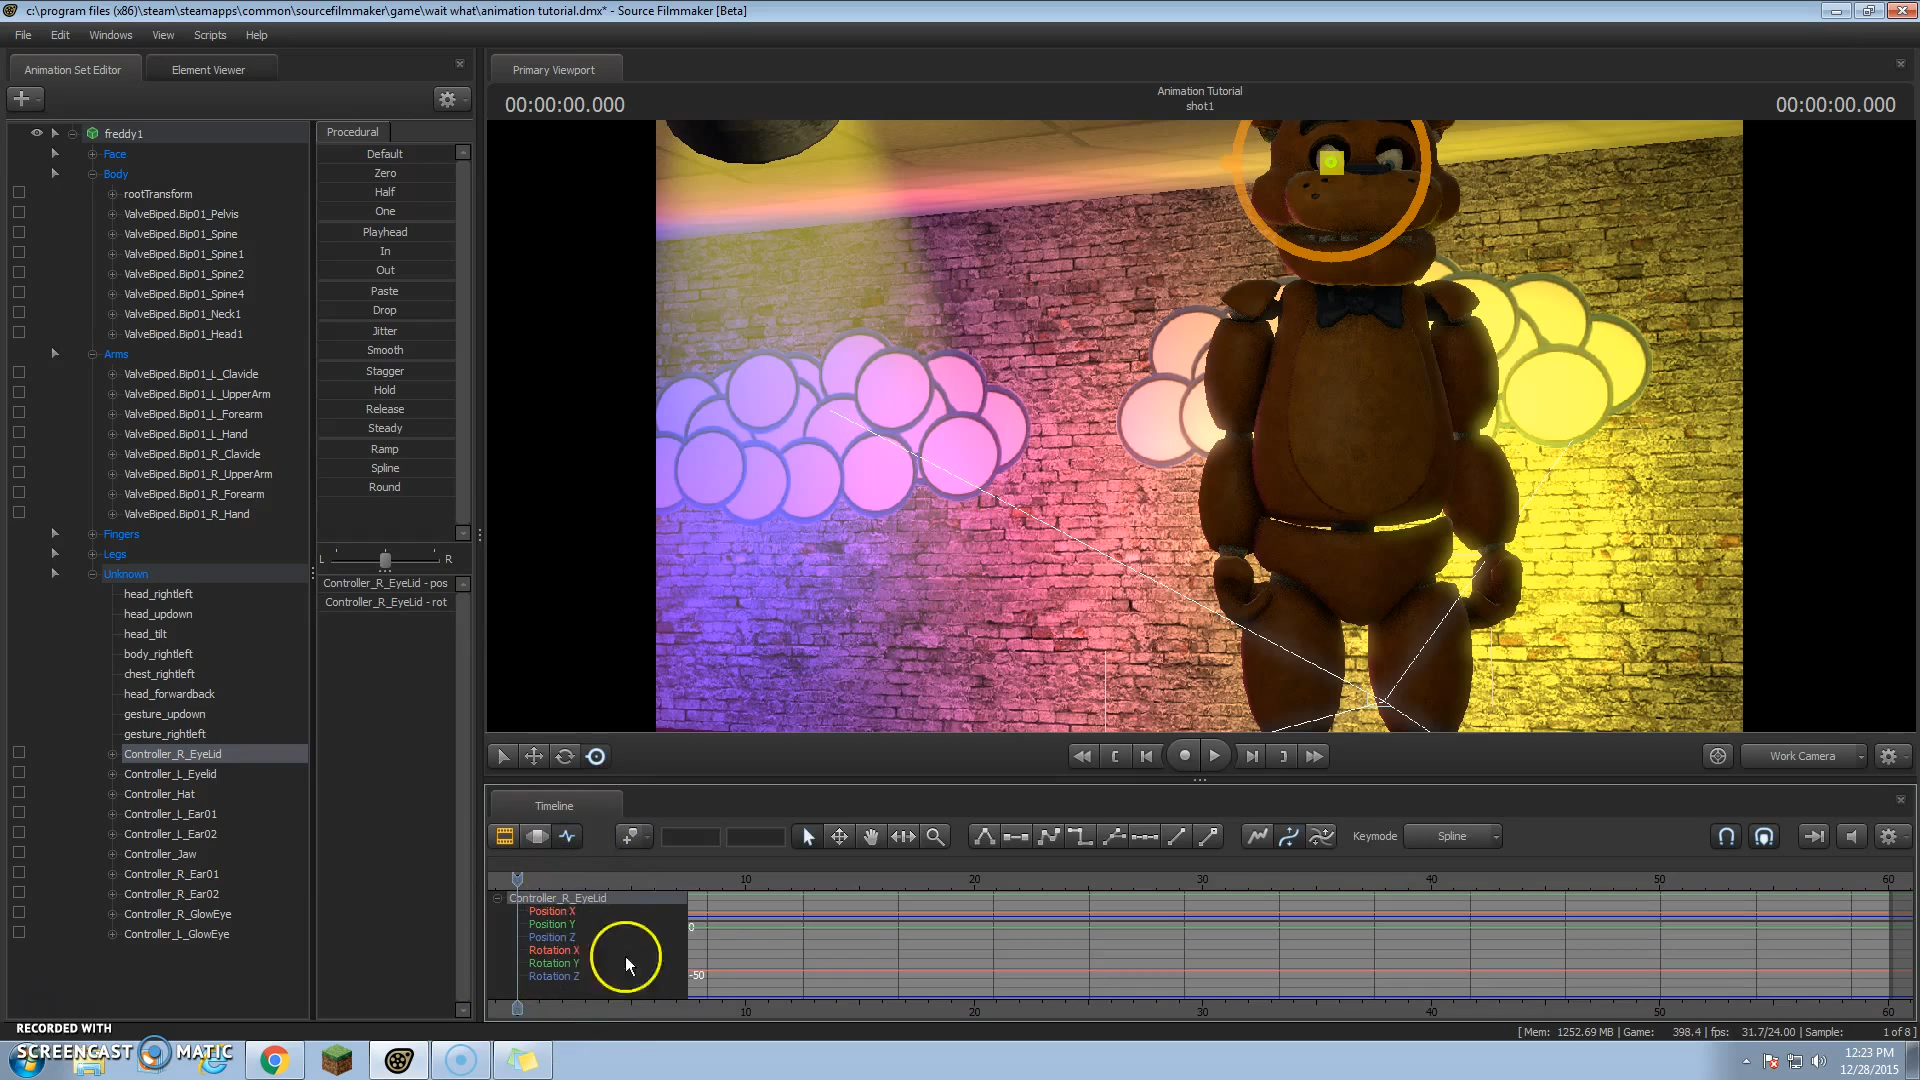 c:\program files (x86)\steam\steamapps\common\sourcefilmmaker\game\wait what\animation tutorial.dmx* - Source Filmmaker [Beta]
File Edit Windows View Scripts Help
Animation Set Editor Element Viewer
Primary Viewport
00:00:00.000
Animation Tutorial
shot1
00:00:00.000
freddy1
Face
Body
rootTransform
ValveBiped.Bip01_Pelvis
ValveBiped.Bip01_Spine
ValveBiped.Bip01_Spine1
ValveBiped.Bip01_Spine2
ValveBiped.Bip01_Spine4
ValveBiped.Bip01_Neck1
ValveBiped.Bip01_Head1
Arms
ValveBiped.Bip01_L_Clavicle
ValveBiped.Bip01_L_UpperArm
ValveBiped.Bip01_L_Forearm
ValveBiped.Bip01_L_Hand
ValveBiped.Bip01_R_Clavicle
ValveBiped.Bip01_R_UpperArm
ValveBiped.Bip01_R_Forearm
ValveBiped.Bip01_R_Hand
Fingers
Legs
Unknown
head_rightleft
head_updown
head_tilt
body_rightleft
chest_rightleft
head_forwardback
gesture_updown
gesture_rightleft
Controller_R_EyeLid
Controller_L_Eyelid
Controller_Hat
Controller_L_Ear01
Controller_L_Ear02
Controller_Jaw
Controller_R_Ear01
Controller_R_Ear02
Controller_R_GlowEye
Controller_L_GlowEye
Procedural
Default
Zero
Half
One
Playhead
In
Out
Paste
Drop
Jitter
Smooth
Stagger
Hold
Release
Steady
Ramp
Spline
Round
L R
Controller_R_EyeLid - pos
Controller_R_EyeLid - rot
Work Camera
Timeline
Keymode Spline
10 20 30 40 50 60
Controller_R_EyeLid
Position X
Position Y
Position Z
Rotation X
Rotation Y
Rotation Z
0
-50
10 20 30 40 50 60
[ Mem: 1252.69 MB | Game: 398.4 | fps: 31.7/24.00 | Sample: 1 of 8 ]
RECORDED WITH
SCREENCAST MATIC
12:23 PM
12/28/2015